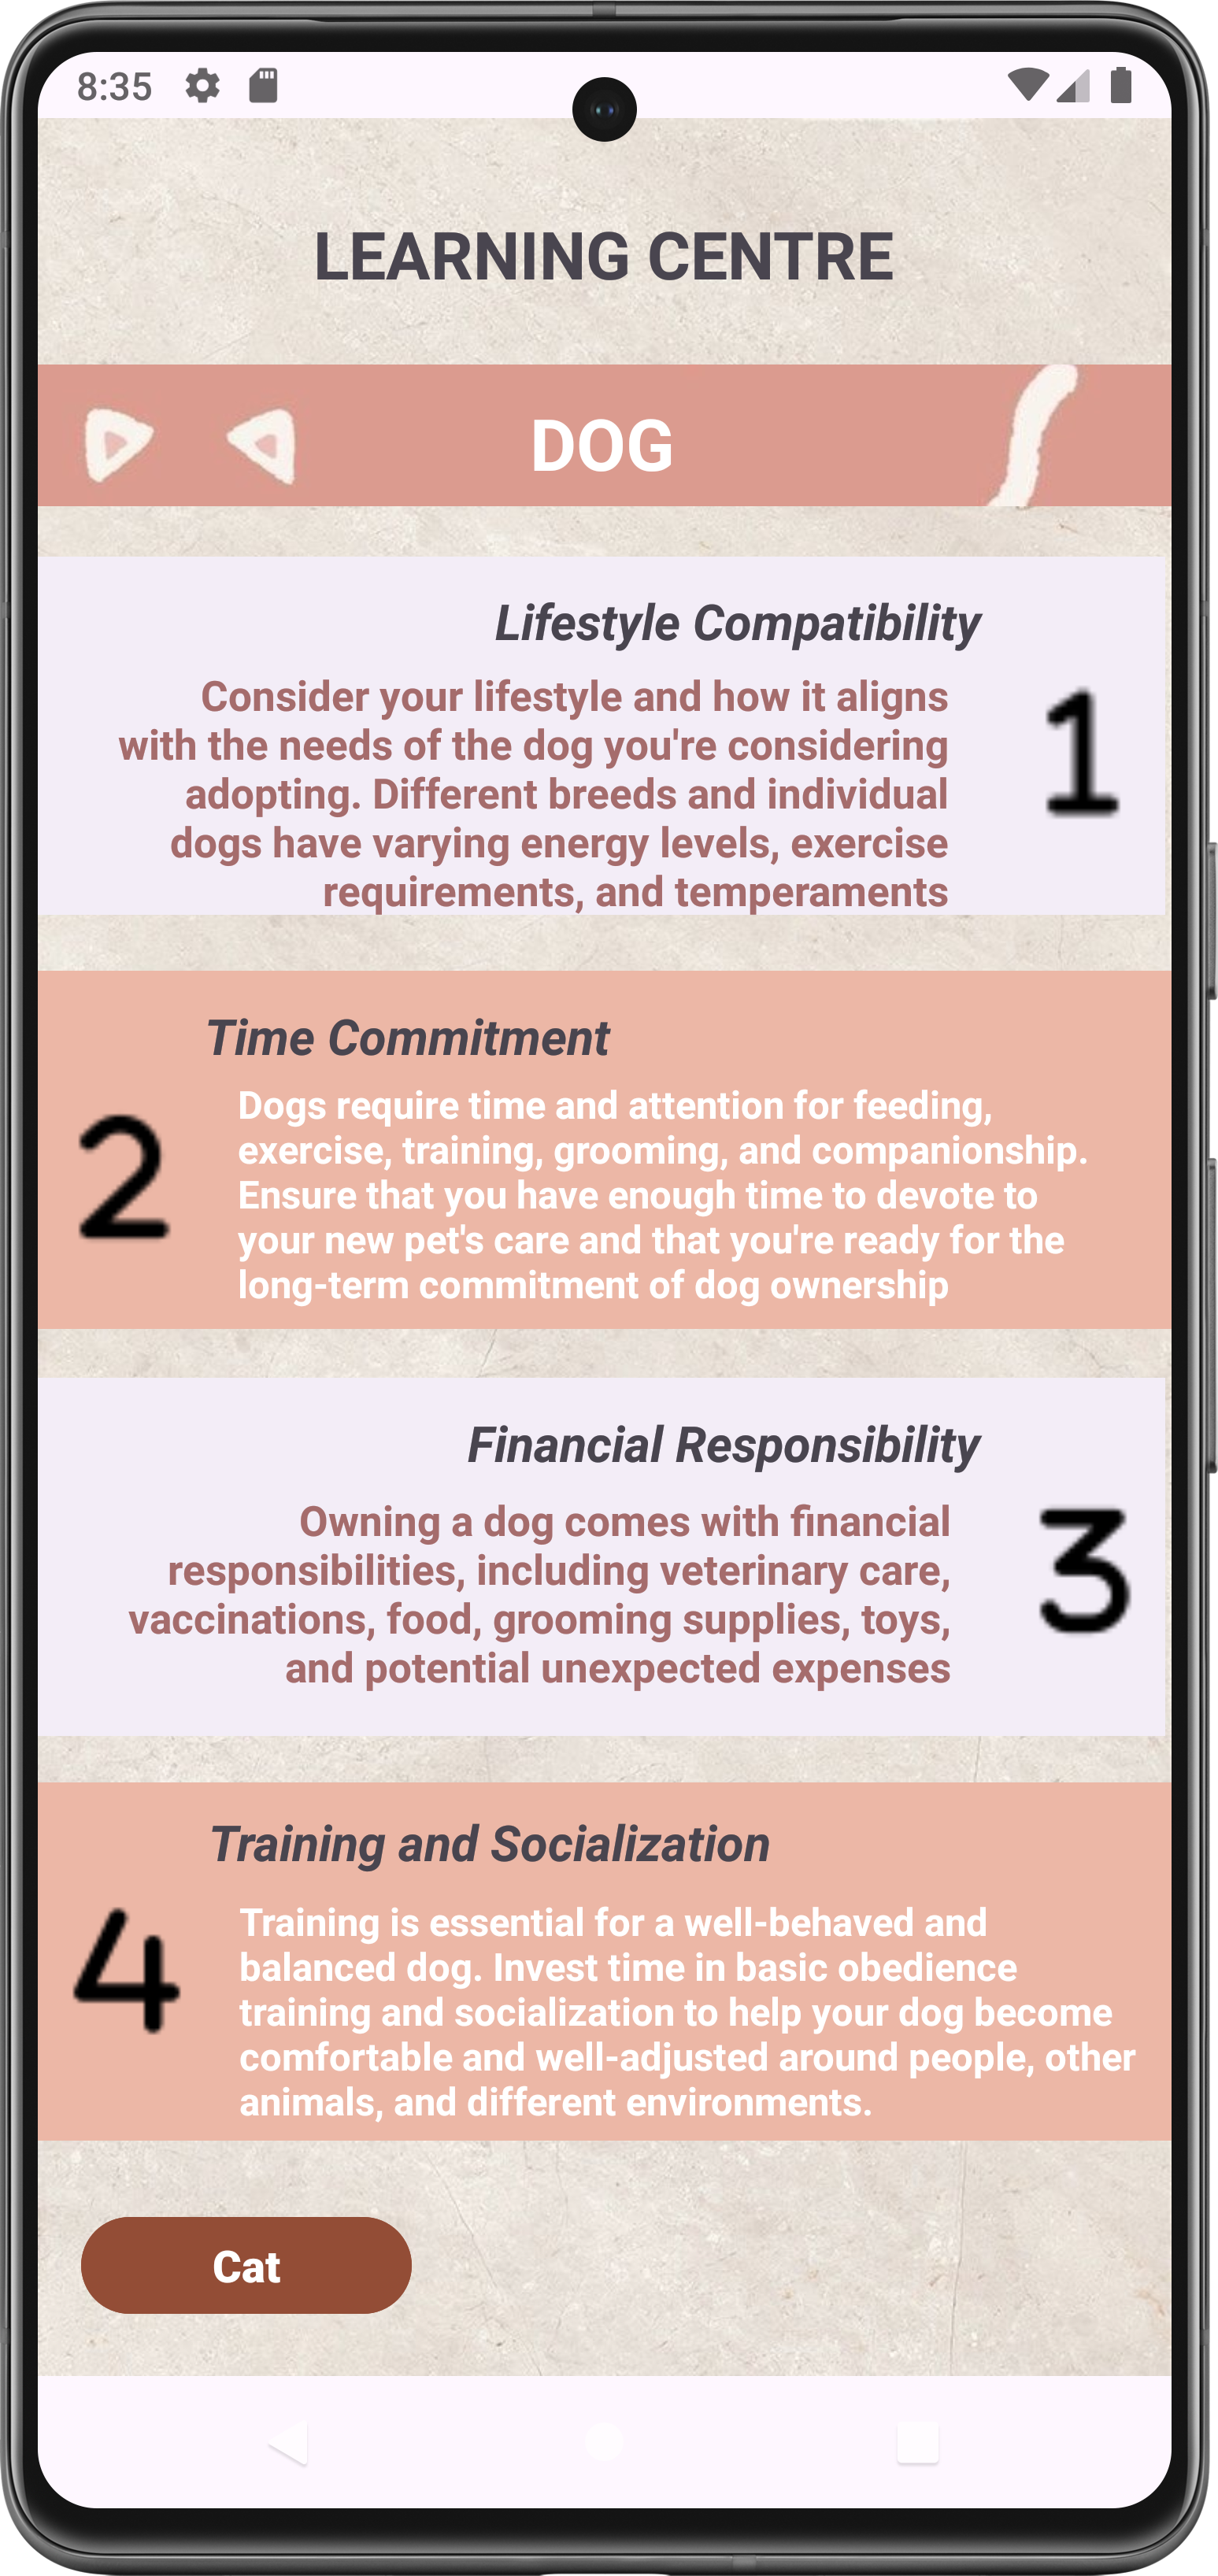 8:35
LEARNING CENTRE
DOG
Lifestyle Compatibility
Consider your lifestyle and how it aligns
with the needs of the dog you're considering
adopting. Different breeds and individual
dogs have varying energy levels, exercise
requirements, and temperaments
1
Time Commitment
2
Dogs require time and attention for feeding,
exercise, training, grooming, and companionship.
Ensure that you have enough time to devote to
your new pet's care and that you're ready for the
long-term commitment of dog ownership
Financial Responsibility
Owning a dog comes with financial
responsibilities, including veterinary care,
vaccinations, food, grooming supplies, toys,
and potential unexpected expenses
3
Training and Socialization
4
Training is essential for a well-behaved and
balanced dog. Invest time in basic obedience
training and socialization to help your dog become
comfortable and well-adjusted around people, other
animals, and different environments.
Cat